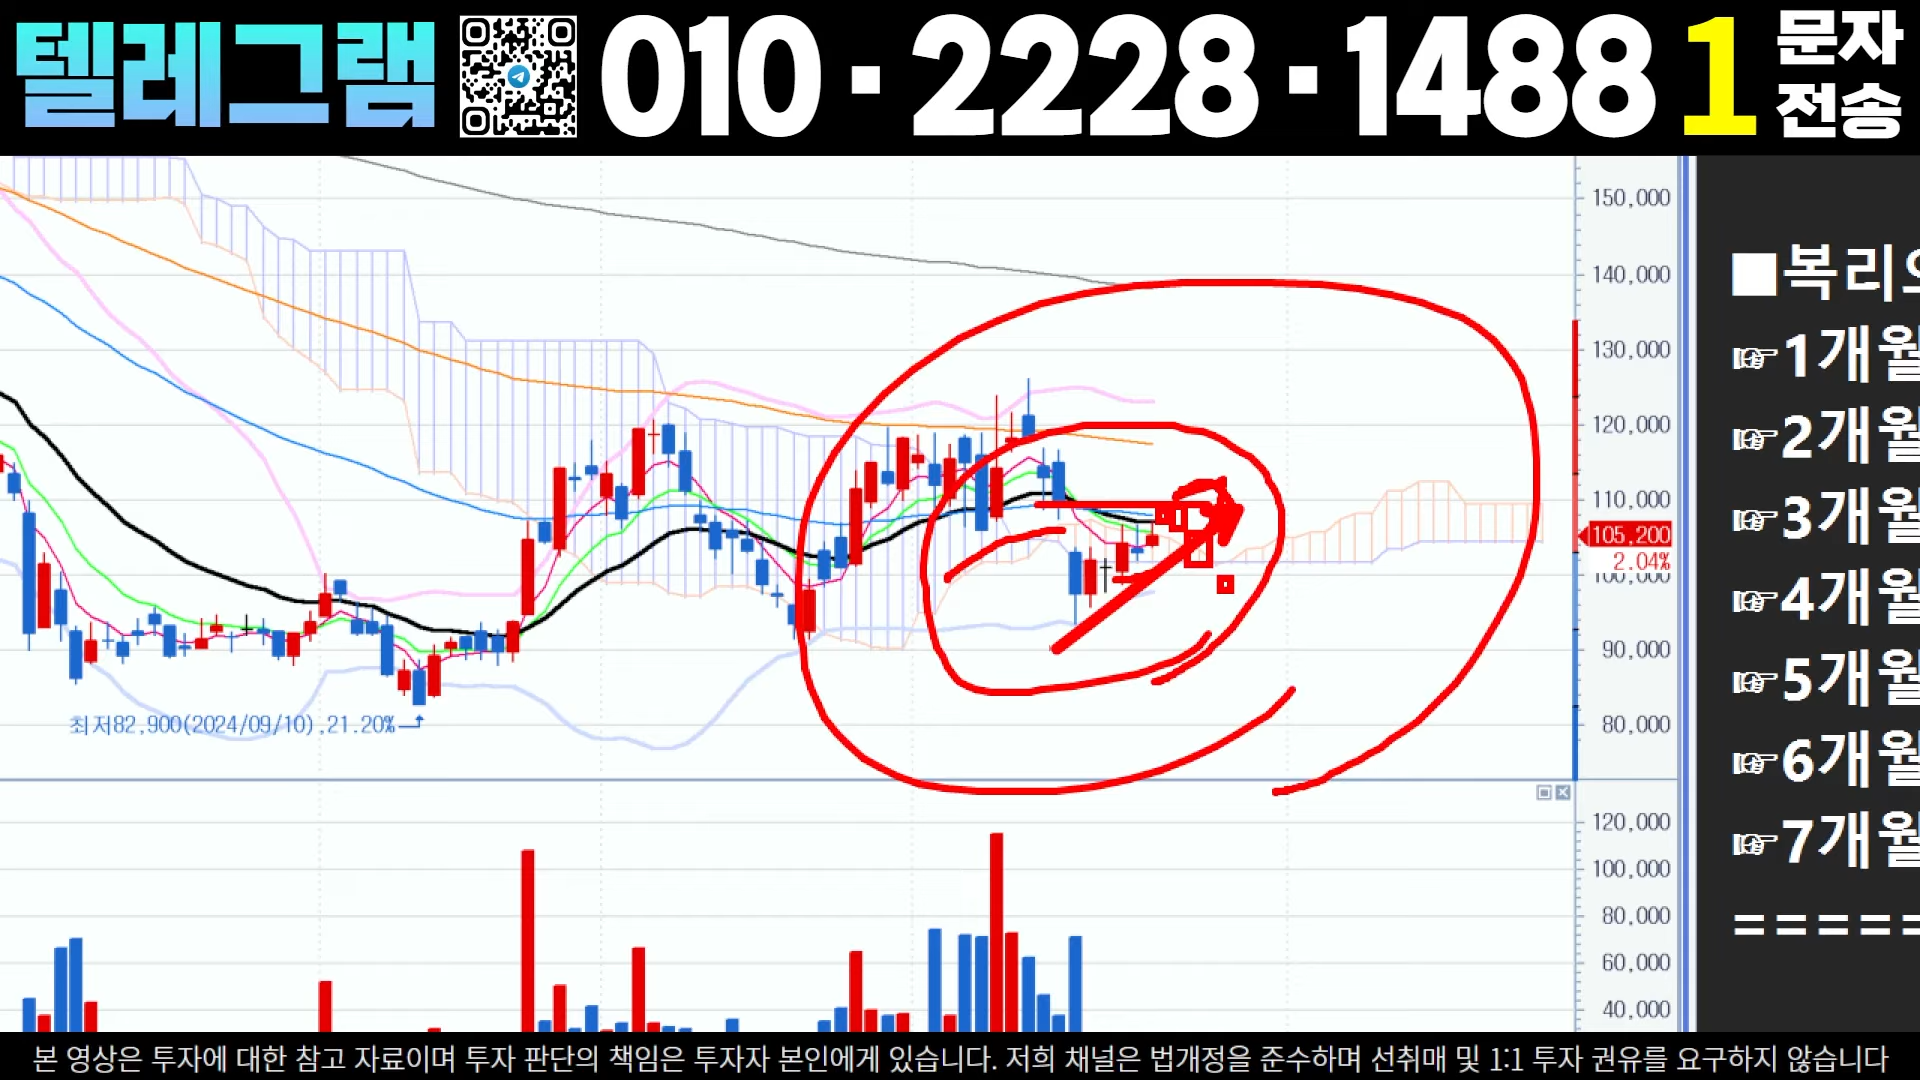 텔레그램 010·2228·1488 1 문자
전송
150,000
140,000
130,000
120,000
110,000
105,200
2.04%
100,000
90,000
80,000
최저82,900(2024/09/10),21.20%
120,000
100,000
80,000
60,000
40,000
■복리
☞1개월
☞2개월
☞3개월
☞4개월
☞5개월
☞6개월
☞7개월
=====
본 영상은 투자에 대한 참고 자료이며 투자 판단의 책임은 투자자 본인에게 있습니다. 저희 채널은 법개정을 준수하며 선취매 및 1:1 투자 권유를 요구하지 않습니다